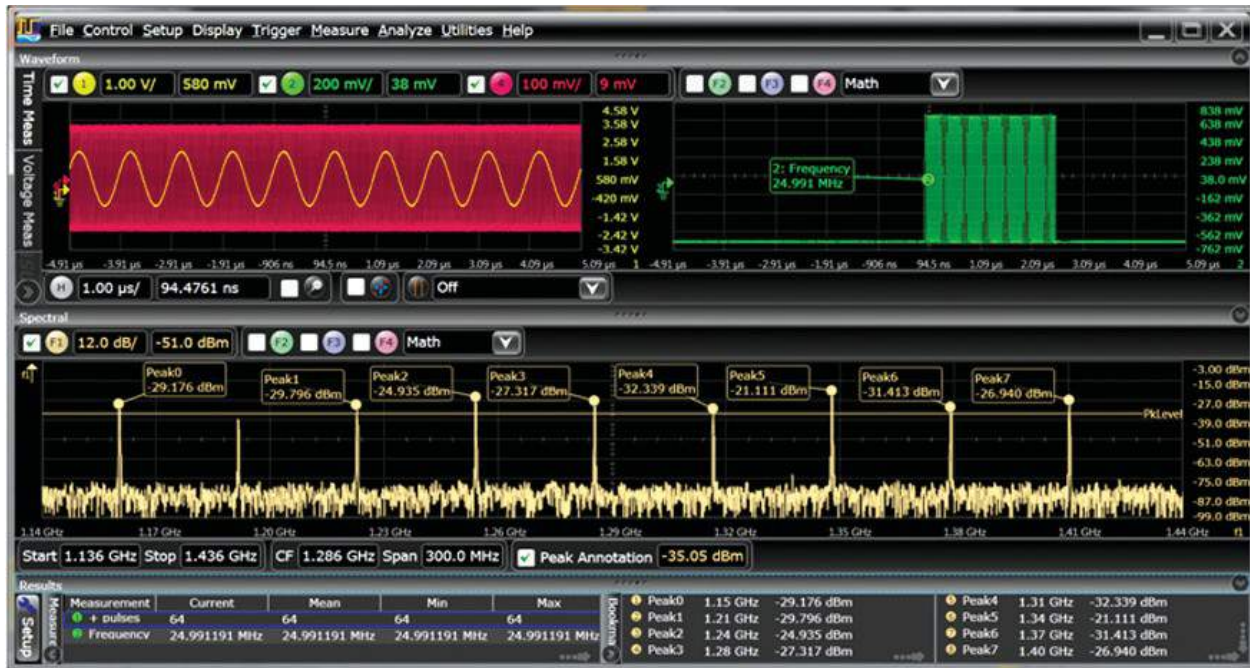 File Control Setup Display Trigger Measure Analyze Utilities Help
Waveform
1 1.00 V/ 580 mV 2 200 mV/ 38 mV 4 100 mV/ 9 mV F2 F3 F4 Math
Time Meas
Voltage Meas
4.58 V
3.58 V
2.58 V
1.58 V
580 mV
-420 mV
-1.42 V
-2.42 V
-3.42 V
2: Frequency
24.991 MHz
838 mV
638 mV
438 mV
238 mV
38.0 mV
-162 mV
-362 mV
-562 mV
-762 mV
-4.91 µs -3.91 µs -2.91 µs -1.91 µs -906 ns 94.5 ns 1.09 µs 2.09 µs 3.09 µs 4.09 µs 5.09 µs 1
-4.91 µs -3.91 µs -2.91 µs -1.91 µs -906 ns 94.5 ns 1.09 µs 2.09 µs 3.09 µs 4.09 µs 5.09 µs 2
H 1.00 µs/ 94.4761 ns Off
Spectral
F1 12.0 dB/ -51.0 dBm F2 F3 F4 Math
f1
Peak0
-29.176 dBm
Peak1
-29.796 dBm
Peak2
-24.935 dBm
Peak3
-27.317 dBm
Peak4
-32.339 dBm
Peak5
-21.111 dBm
Peak6
-31.413 dBm
Peak7
-26.940 dBm
PkLevel
-3.00 dBm
-15.0 dBm
-27.0 dBm
-39.0 dBm
-51.0 dBm
-63.0 dBm
-75.0 dBm
-87.0 dBm
-99.0 dBm
1.14 GHz 1.17 GHz 1.20 GHz 1.23 GHz 1.26 GHz 1.29 GHz 1.32 GHz 1.35 GHz 1.38 GHz 1.41 GHz 1.44 GHz f1
Start 1.136 GHz Stop 1.436 GHz CF 1.286 GHz Span 300.0 MHz Peak Annotation -35.05 dBm
Results
Setup
Measure
Measurement Current Mean Min Max
1 + pulses 64 64 64 64
2 Frequency 24.991191 MHz 24.991191 MHz 24.991191 MHz 24.991191 MHz
Bookma
Peak0 1.15 GHz -29.176 dBm
Peak1 1.21 GHz -29.796 dBm
Peak2 1.24 GHz -24.935 dBm
Peak3 1.28 GHz -27.317 dBm
Peak4 1.31 GHz -32.339 dBm
Peak5 1.34 GHz -21.111 dBm
Peak6 1.37 GHz -31.413 dBm
Peak7 1.40 GHz -26.940 dBm